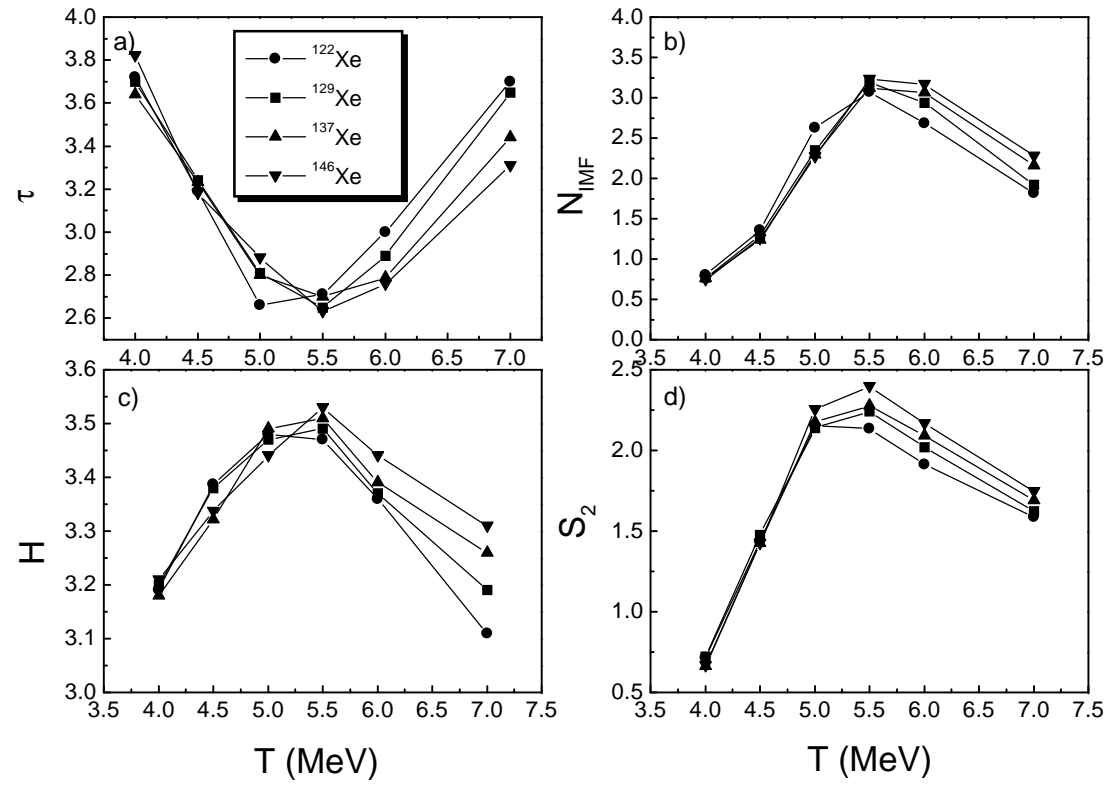 a)
4.0
3.8
3.6
3.4
3.2
3.0
2.8
2.6
τ
¹²²Xe
¹²⁹Xe
¹³⁷Xe
¹⁴⁶Xe
4.0 4.5 5.0 5.5 6.0 6.5 7.0
b)
4.0
3.5
3.0
2.5
2.0
1.5
1.0
0.5
0.0
N_IMF
3.5 4.0 4.5 5.0 5.5 6.0 6.5 7.0 7.5
c)
3.6
3.5
3.4
3.3
3.2
3.1
3.0
H
3.5 4.0 4.5 5.0 5.5 6.0 6.5 7.0 7.5
T (MeV)
d)
2.5
2.0
1.5
1.0
0.5
S₂
3.5 4.0 4.5 5.0 5.5 6.0 6.5 7.0 7.5
T (MeV)